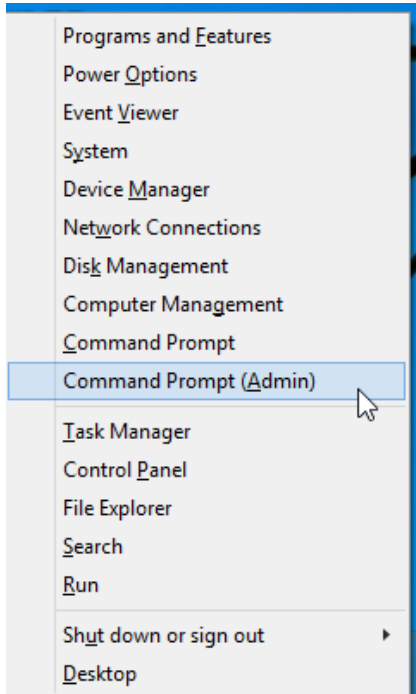 Programs and Features
Power Options
Event Viewer
System
Device Manager
Network Connections
Disk Management
Computer Management
Command Prompt
Command Prompt (Admin)
Task Manager
Control Panel
File Explorer
Search
Run
Shut down or sign out
Desktop